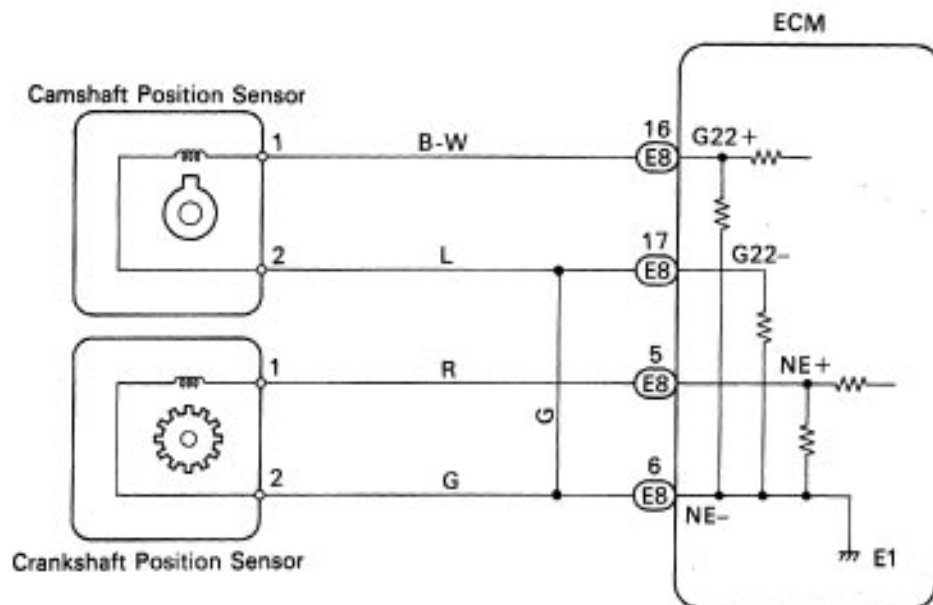 ECM
Camshaft Position Sensor
1
B-W
16
E8
G22+
2
L
17
E8
G22-
1
R
5
E8
NE+
G
2
G
6
E8
NE-
E1
Crankshaft Position Sensor